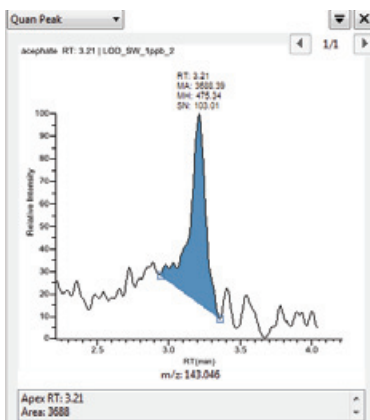 Quan Peak
1/1
acephate RT: 3.21 | LOD_SW_1ppb_2
RT: 3.21
MA: 3688.39
MH: 475.34
SN: 103.01
100
90
80
70
60
50
40
30
20
10
0
Relative Intensity
2.5 3.0 3.5 4.0
RT(min)
m/z: 143.046
Apex RT: 3.21
Area: 3688